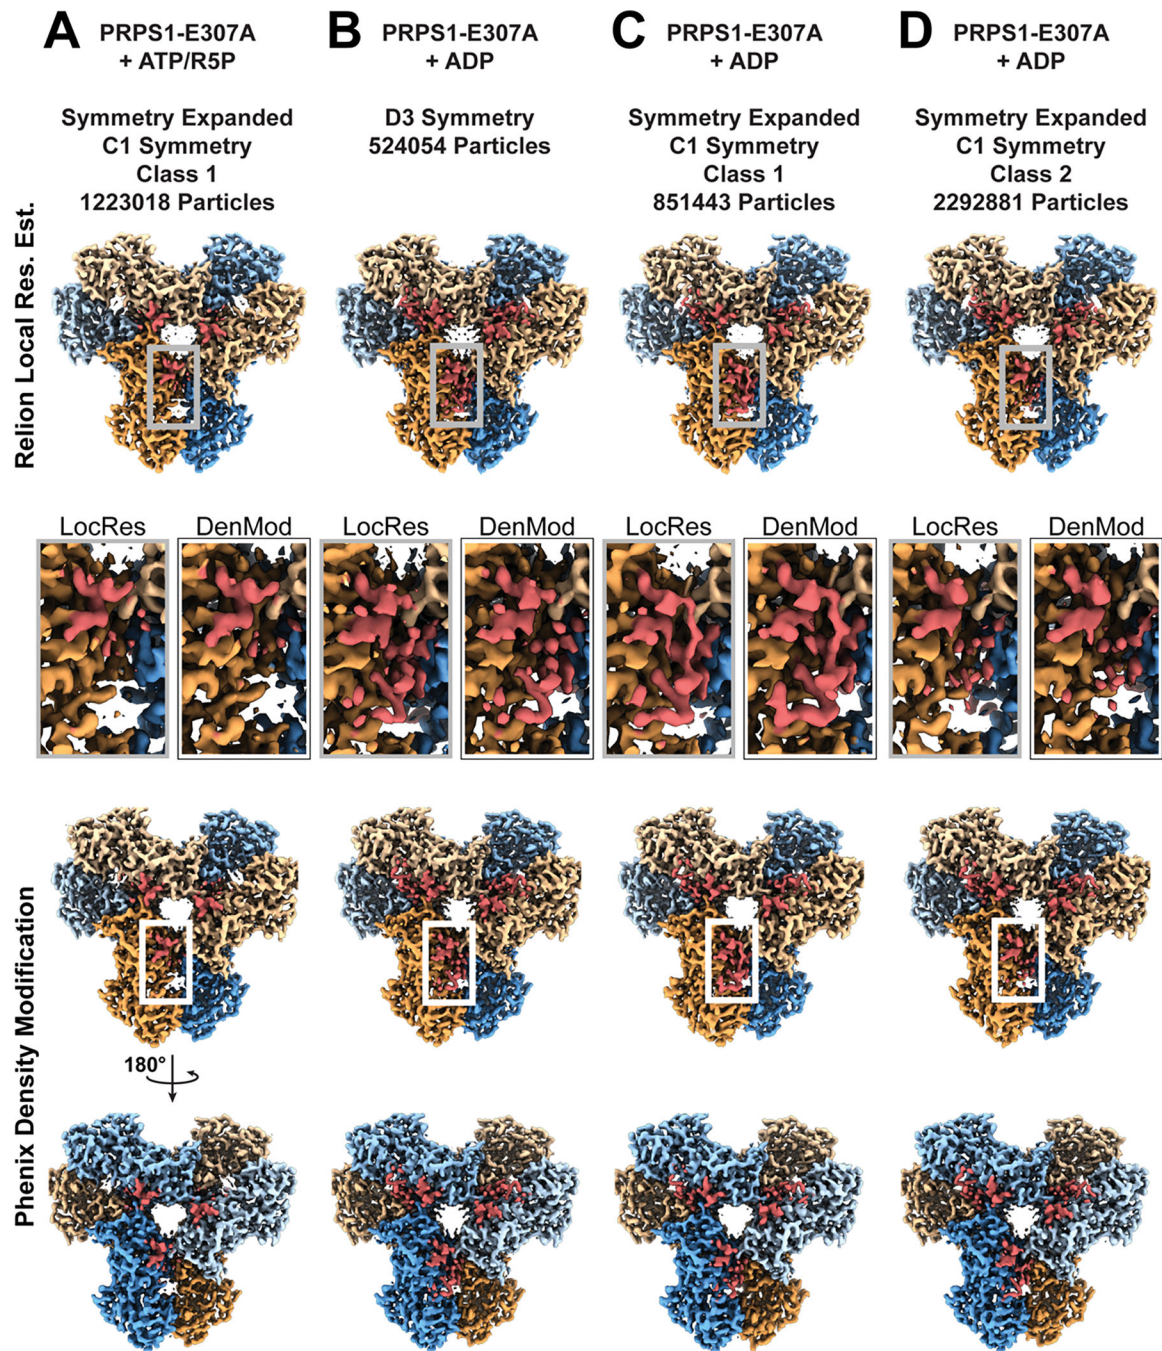 A
PRPS1-E307A
+ ATP/R5P
Symmetry Expanded
C1 Symmetry
Class 1
1223018 Particles
B
PRPS1-E307A
+ ADP
D3 Symmetry
524054 Particles
C
PRPS1-E307A
+ ADP
Symmetry Expanded
C1 Symmetry
Class 1
851443 Particles
D
PRPS1-E307A
+ ADP
Symmetry Expanded
C1 Symmetry
Class 2
2292881 Particles
Relion Local Res. Est.
LocRes
DenMod
LocRes
DenMod
LocRes
DenMod
LocRes
DenMod
Phenix Density Modification
180°